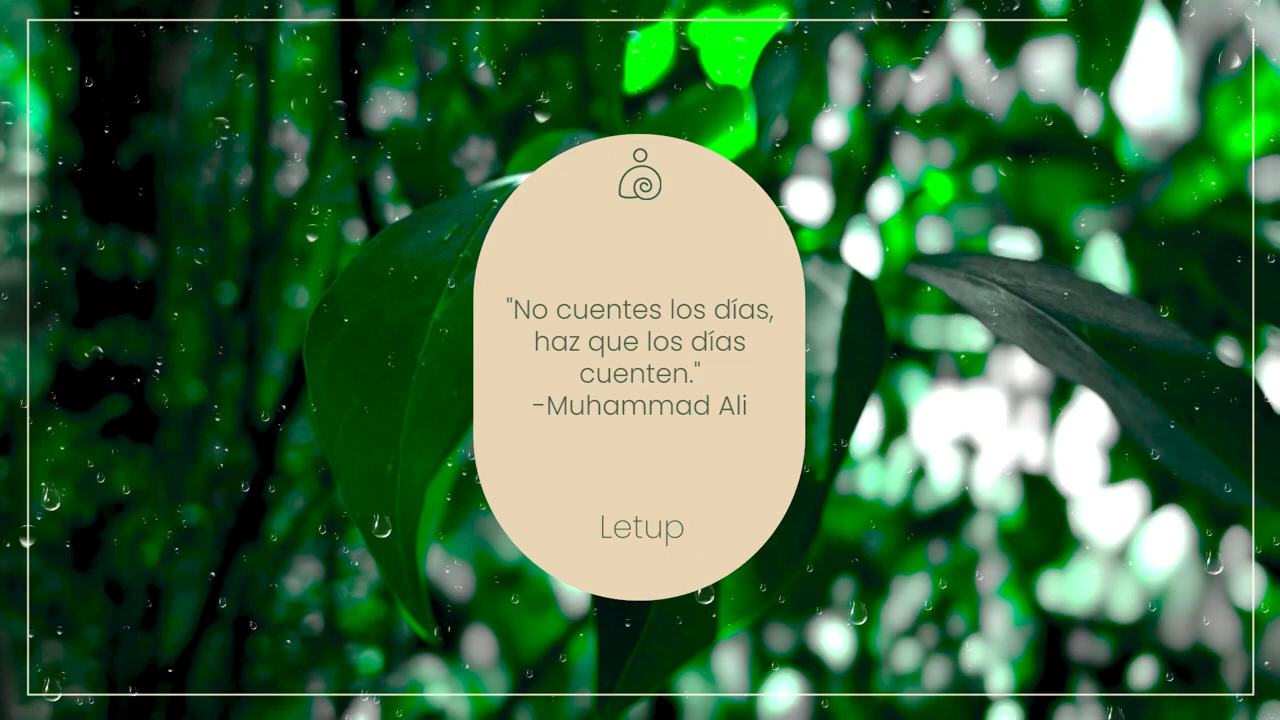 "No cuentes los días,
haz que los días
cuenten."
-Muhammad Ali
Letup